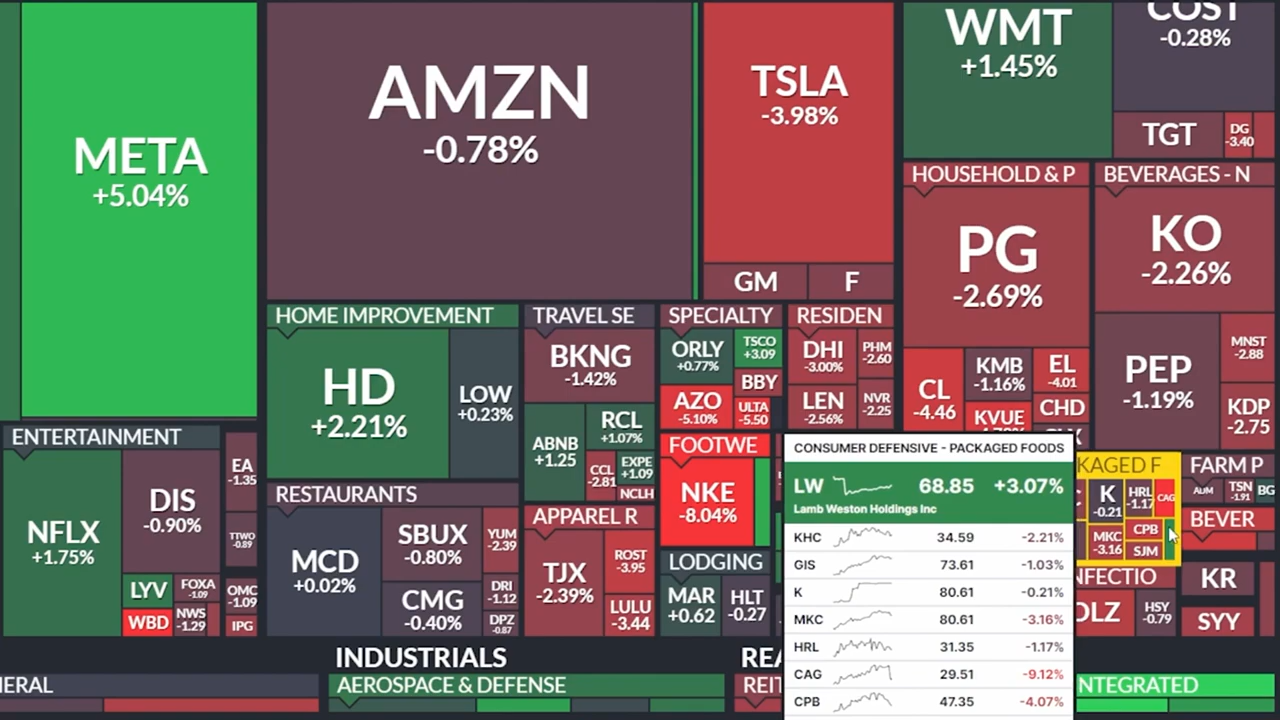 META
+5.04%
AMZN
-0.78%
TSLA
-3.98%
GM
F
WMT
+1.45%
COST
-0.28%
TGT
DG
-3.40
HOUSEHOLD & P
PG
-2.69%
CL
-4.46
KMB
-1.16%
EL
-4.01
KVUE
CHD
BEVERAGES - N
KO
-2.26%
PEP
-1.19%
MNST
-2.88
KDP
-2.75
HOME IMPROVEMENT
HD
+2.21%
LOW
+0.23%
TRAVEL SE
BKNG
-1.42%
ABNB
+1.25
RCL
+1.07%
CCL
-2.81
EXPE
+1.09
NCLH
SPECIALTY
ORLY
+0.77%
TSCO
+3.09
AZO
-5.10%
BBY
ULTA
-5.50
RESIDEN
DHI
-3.00%
PHM
-2.60
LEN
-2.56%
NVR
-2.25
ENTERTAINMENT
NFLX
+1.75%
DIS
-0.90%
LYV
FOXA
-1.09
WBD
NWS
-1.29
EA
-1.35
TTWO
-0.89
OMC
-1.09
IPG
RESTAURANTS
MCD
+0.02%
SBUX
-0.80%
YUM
-2.39
CMG
-0.40%
DRI
-1.12
DPZ
-0.87
APPAREL R
TJX
-2.39%
ROST
-3.95
LULU
-3.44
FOOTWE
NKE
-8.04%
LODGING
MAR
+0.62
HLT
-0.27
CONSUMER DEFENSIVE - PACKAGED FOODS
LW 68.85 +3.07%
Lamb Weston Holdings Inc
KHC 34.59 -2.21%
GIS 73.61 -1.03%
K 80.61 -0.21%
MKC 80.61 -3.16%
HRL 31.35 -1.17%
CAG 29.51 -9.12%
CPB 47.35 -4.07%
KAGED F
K
-0.21
HRL
-1.17
CAG
MKC
-3.16
CPB
SJM
FARM P
ADM
TSN
-1.91
BG
BEVER
NFECTIO
OLZ
HSY
-0.79
KR
SYY
INDUSTRIALS
REA
ERAL
AEROSPACE & DEFENSE
REIT
NTEGRATED